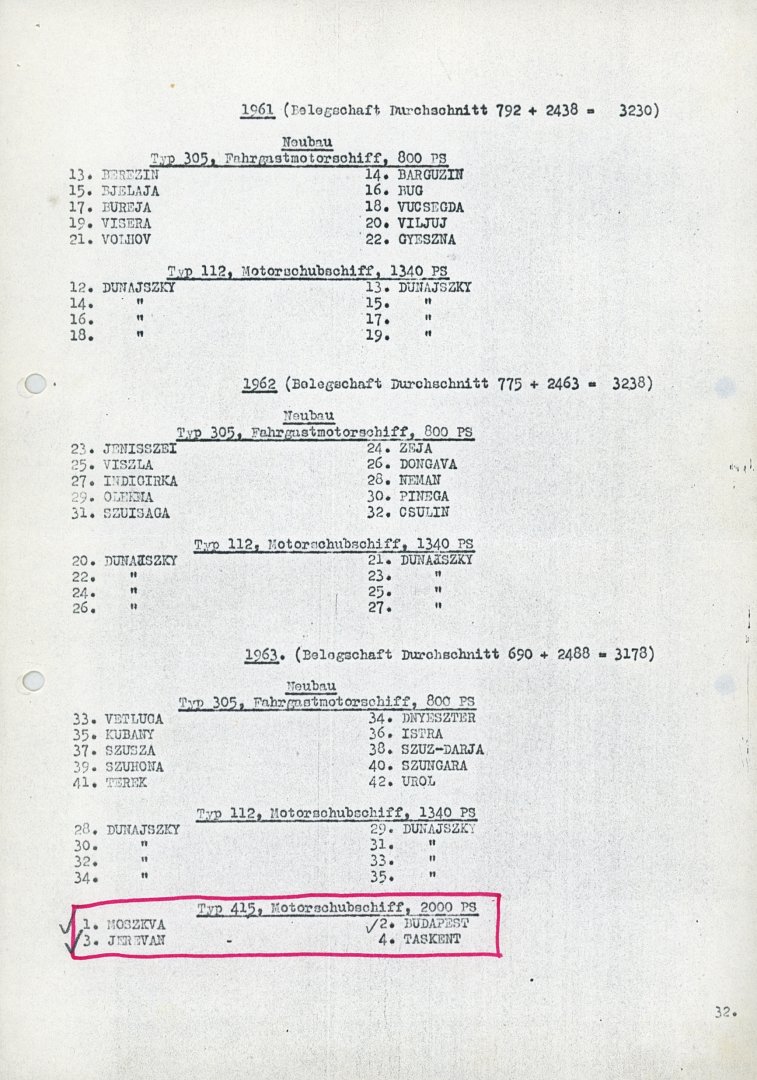 1961 (Belegschaft Durchschnitt 792 + 2438 = 3230)
Neubau
Typ 305, Fahrgastmotorschiff, 800 PS
13. BEREZIN 14. BARGUZIN
15. BJELAJA 16. BUG
17. BUREJA 18. VUCSEGDA
19. VISERA 20. VILJUJ
21. VOLHOV 22. GYESZNA
Typ 112, Motorschubschiff, 1340 PS
12. DUNAJSZKY 13. DUNAJSZKY
14. " 15. "
16. " 17. "
18. " 19. "
1962 (Belegschaft Durchschnitt 775 + 2463 = 3238)
Neubau
Typ 305, Fahrgastmotorschiff, 800 PS
23. JENISSZEI 24. ZEJA
25. VISZLA 26. DONGAVA
27. INDIGIRKA 28. NEMAN
29. OLEKMA 30. PINEGA
31. SZUISAGA 32. CSULIN
Typ 112, Motorschubschiff, 1340 PS
20. DUNAJSZKY 21. DUNAJSZKY
22. " 23. "
24. " 25. "
26. " 27. "
1963. (Belegschaft Durchschnitt 690 + 2488 = 3178)
Neubau
Typ 305, Fahrgastmotorschiff, 800 PS
33. VETLUGA 34. DNYESZTER
35. KUBANY 36. ISTRA
37. SZUSZA 38. SZUZ-DARJA
39. SZUHONA 40. SZUNGARA
41. TEREK 42. UROL
Typ 112, Motorschubschiff, 1340 PS
28. DUNAJSZKY 29. DUNAJSZKY
30. " 31. "
32. " 33. "
34. " 35. "
Typ 415, Motorschubschiff, 2000 PS
1. MOSZKVA 2. BUDAPEST
3. JEREVAN - 4. TASKENT
32.